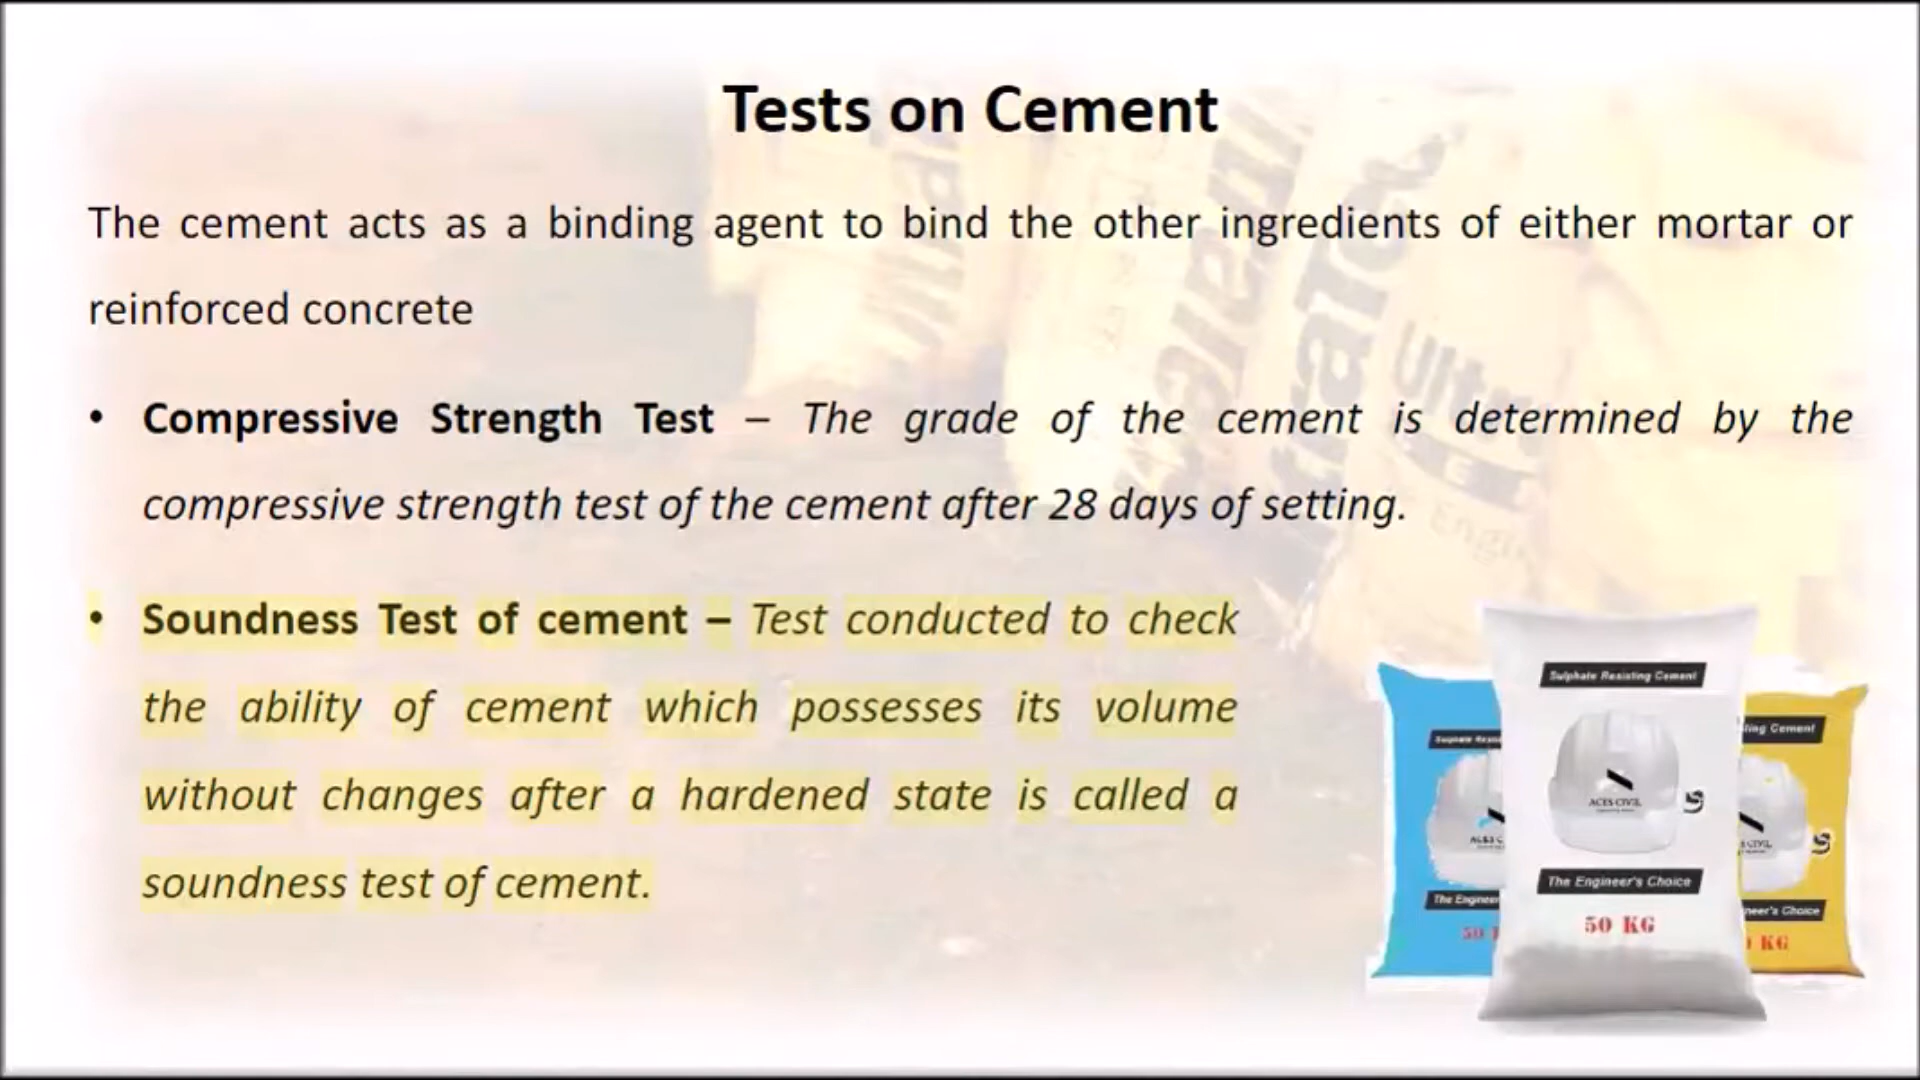 Tests on Cement
The cement acts as a binding agent to bind the other ingredients of either mortar or
reinforced concrete
• Compressive Strength Test – The grade of the cement is determined by the
compressive strength test of the cement after 28 days of setting.
• Soundness Test of cement – Test conducted to check
the ability of cement which possesses its volume
without changes after a hardened state is called a
soundness test of cement.
Sulphate Resisting Cement
ACES CIVIL
The Engineer's Choice
50 KG